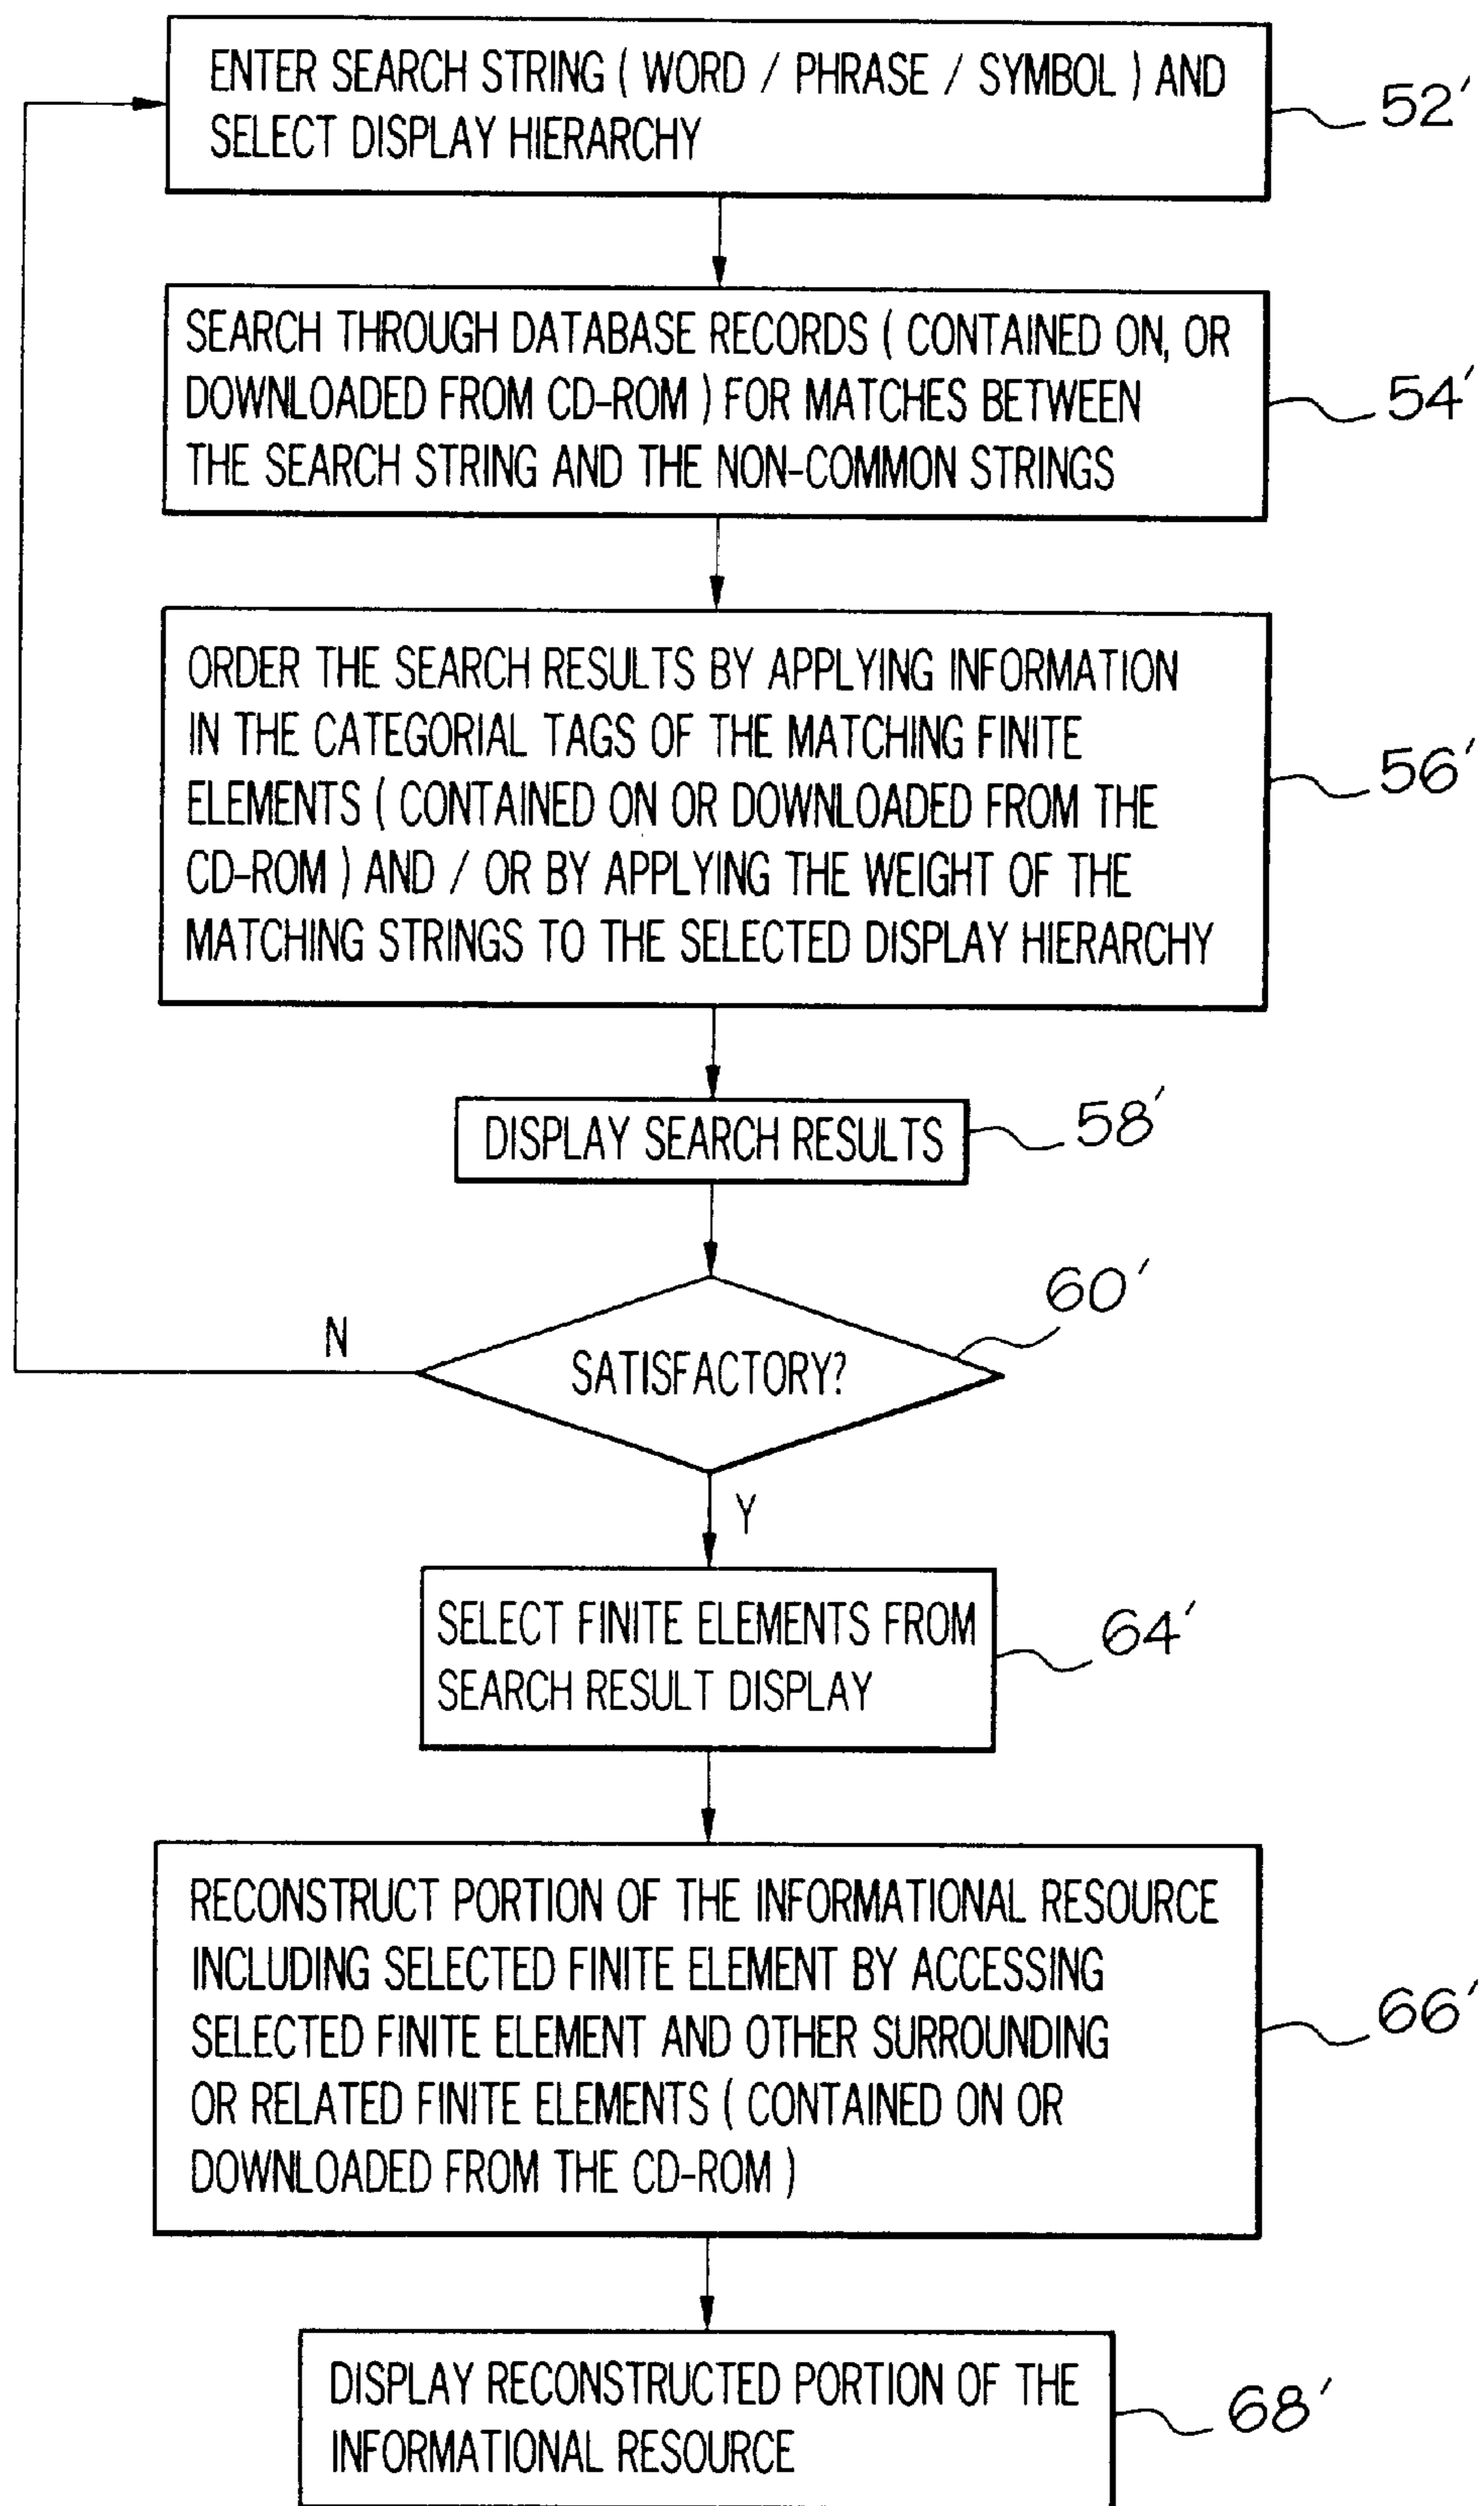 ENTER SEARCH STRING ( WORD / PHRASE / SYMBOL ) AND
SELECT DISPLAY HIERARCHY
52'
SEARCH THROUGH DATABASE RECORDS ( CONTAINED ON, OR
DOWNLOADED FROM CD-ROM ) FOR MATCHES BETWEEN
THE SEARCH STRING AND THE NON-COMMON STRINGS
54'
ORDER THE SEARCH RESULTS BY APPLYING INFORMATION
IN THE CATEGORIAL TAGS OF THE MATCHING FINITE
ELEMENTS ( CONTAINED ON OR DOWNLOADED FROM THE
CD-ROM ) AND / OR BY APPLYING THE WEIGHT OF THE
MATCHING STRINGS TO THE SELECTED DISPLAY HIERARCHY
56'
DISPLAY SEARCH RESULTS
58'
60'
N
SATISFACTORY?
Y
SELECT FINITE ELEMENTS FROM
SEARCH RESULT DISPLAY
64'
RECONSTRUCT PORTION OF THE INFORMATIONAL RESOURCE
INCLUDING SELECTED FINITE ELEMENT BY ACCESSING
SELECTED FINITE ELEMENT AND OTHER SURROUNDING
OR RELATED FINITE ELEMENTS ( CONTAINED ON OR
DOWNLOADED FROM THE CD-ROM )
66'
DISPLAY RECONSTRUCTED PORTION OF THE
INFORMATIONAL RESOURCE
68'